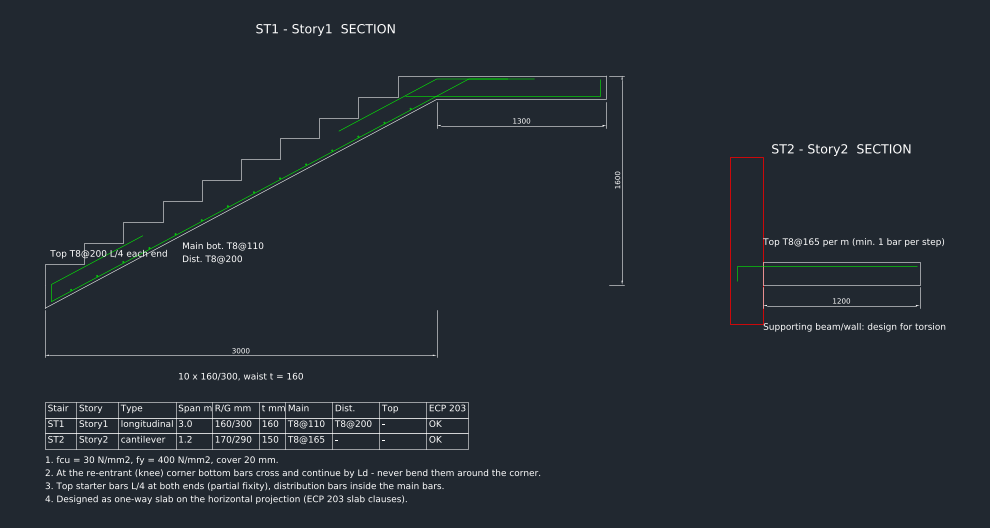 ST1 - Story1  SECTION
1300
1600
ST2 - Story2  SECTION
Top T8@165 per m (min. 1 bar per step)
1200
Supporting beam/wall: design for torsion
Top T8@200 L/4 each end
Main bot. T8@110
Dist. T8@200
3000
10 x 160/300, waist t = 160
Stair Story Type Span m R/G mm t mm Main Dist. Top ECP 203
ST1 Story1 longitudinal 3.0 160/300 160 T8@110 T8@200 - OK
ST2 Story2 cantilever 1.2 170/290 150 T8@165 - - OK
1. fcu = 30 N/mm2, fy = 400 N/mm2, cover 20 mm.
2. At the re-entrant (knee) corner bottom bars cross and continue by Ld - never bend them around the corner.
3. Top starter bars L/4 at both ends (partial fixity), distribution bars inside the main bars.
4. Designed as one-way slab on the horizontal projection (ECP 203 slab clauses).